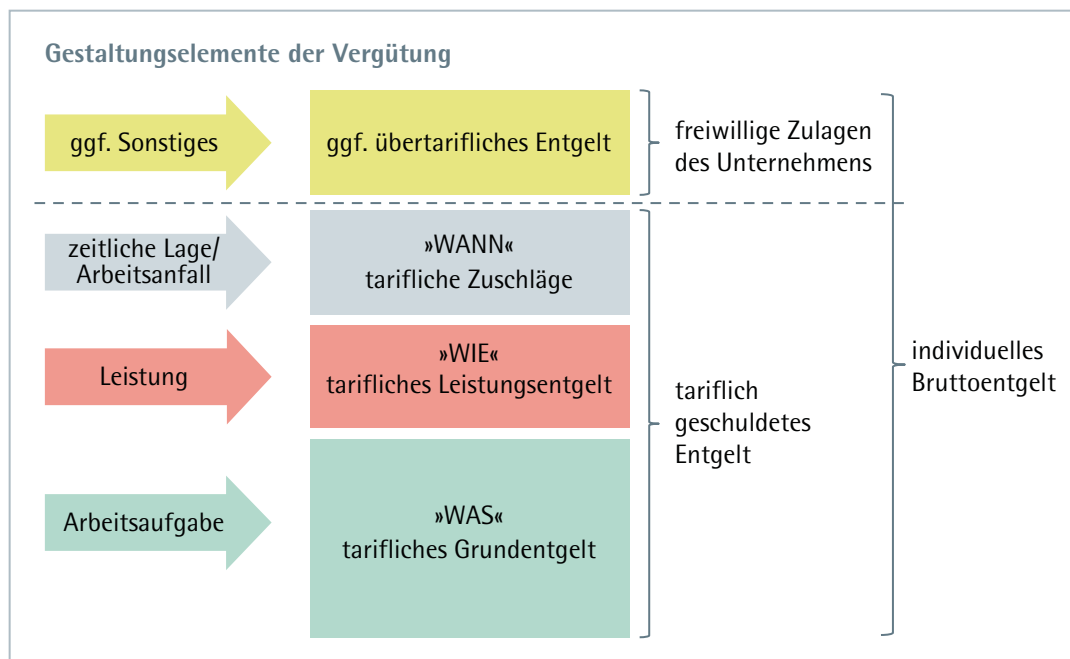 Gestaltungselemente der Vergütung
ggf. Sonstiges
ggf. übertarifliches Entgelt
freiwillige Zulagen
des Unternehmens
zeitliche Lage/
Arbeitsanfall
»WANN«
tarifliche Zuschläge
Leistung
»WIE«
tarifliches Leistungsentgelt
Arbeitsaufgabe
»WAS«
tarifliches Grundentgelt
tariflich
geschuldetes
Entgelt
individuelles
Bruttoentgelt